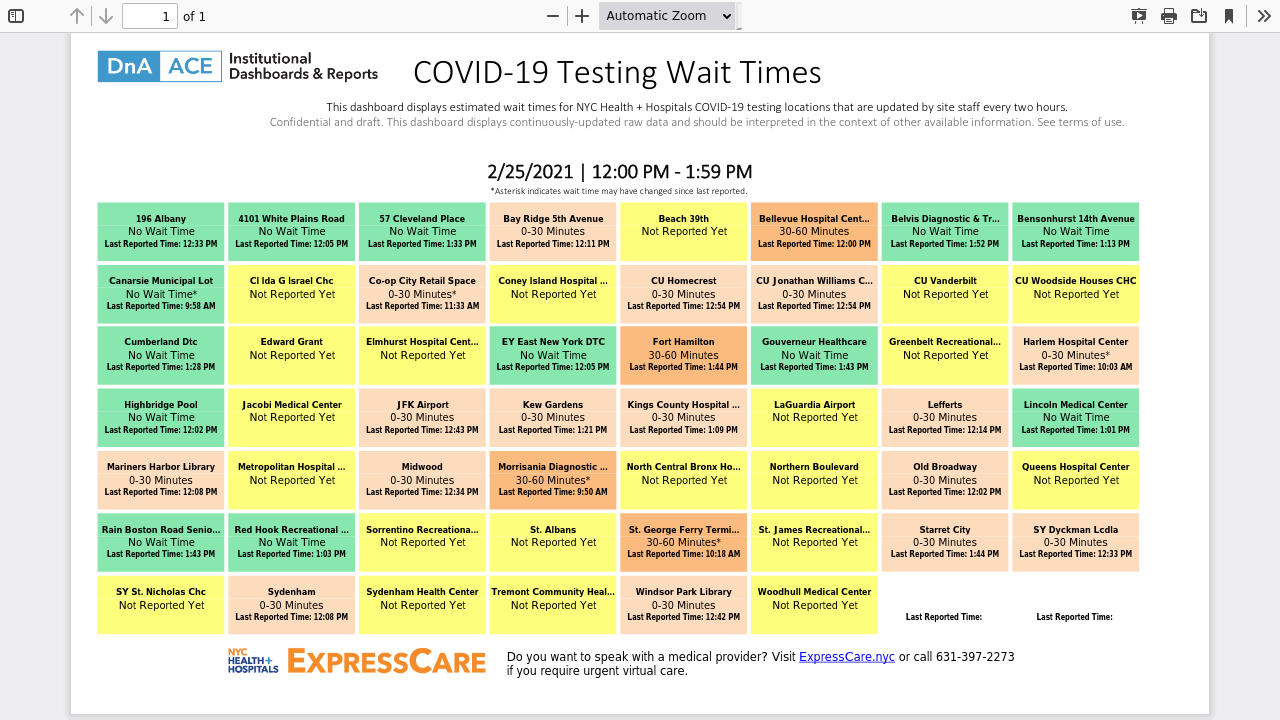 1 of 1 Automatic Zoom
DnA ACE Institutional Dashboards & Reports
COVID-19 Testing Wait Times
This dashboard displays estimated wait times for NYC Health + Hospitals COVID-19 testing locations that are updated by site staff every two hours.
Confidential and draft. This dashboard displays continuously-updated raw data and should be interpreted in the context of other available information. See terms of use.
2/25/2021 | 12:00 PM - 1:59 PM
*Asterisk indicates wait time may have changed since last reported.
196 Albany
No Wait Time
Last Reported Time: 12:33 PM
4101 White Plains Road
No Wait Time
Last Reported Time: 12:05 PM
57 Cleveland Place
No Wait Time
Last Reported Time: 1:33 PM
Bay Ridge 5th Avenue
0-30 Minutes
Last Reported Time: 12:11 PM
Beach 39th
Not Reported Yet
Bellevue Hospital Cent...
30-60 Minutes
Last Reported Time: 12:00 PM
Belvis Diagnostic & Tr...
No Wait Time
Last Reported Time: 1:52 PM
Bensonhurst 14th Avenue
No Wait Time
Last Reported Time: 1:13 PM
Canarsie Municipal Lot
No Wait Time*
Last Reported Time: 9:58 AM
Cl Ida G Israel Chc
Not Reported Yet
Co-op City Retail Space
0-30 Minutes*
Last Reported Time: 11:33 AM
Coney Island Hospital ...
Not Reported Yet
CU Homecrest
0-30 Minutes
Last Reported Time: 12:54 PM
CU Jonathan Williams C...
0-30 Minutes
Last Reported Time: 12:54 PM
CU Vanderbilt
Not Reported Yet
CU Woodside Houses CHC
Not Reported Yet
Cumberland Dtc
No Wait Time
Last Reported Time: 1:28 PM
Edward Grant
Not Reported Yet
Elmhurst Hospital Cent...
Not Reported Yet
EY East New York DTC
No Wait Time
Last Reported Time: 12:05 PM
Fort Hamilton
30-60 Minutes
Last Reported Time: 1:44 PM
Gouverneur Healthcare
No Wait Time
Last Reported Time: 1:43 PM
Greenbelt Recreational...
Not Reported Yet
Harlem Hospital Center
0-30 Minutes*
Last Reported Time: 10:03 AM
Highbridge Pool
No Wait Time
Last Reported Time: 12:02 PM
Jacobi Medical Center
Not Reported Yet
JFK Airport
0-30 Minutes
Last Reported Time: 12:43 PM
Kew Gardens
0-30 Minutes
Last Reported Time: 1:21 PM
Kings County Hospital ...
0-30 Minutes
Last Reported Time: 1:09 PM
LaGuardia Airport
Not Reported Yet
Lefferts
0-30 Minutes
Last Reported Time: 12:14 PM
Lincoln Medical Center
No Wait Time
Last Reported Time: 1:01 PM
Mariners Harbor Library
0-30 Minutes
Last Reported Time: 12:08 PM
Metropolitan Hospital ...
Not Reported Yet
Midwood
0-30 Minutes
Last Reported Time: 12:34 PM
Morrisania Diagnostic ...
30-60 Minutes*
Last Reported Time: 9:50 AM
North Central Bronx Ho...
Not Reported Yet
Northern Boulevard
Not Reported Yet
Old Broadway
0-30 Minutes
Last Reported Time: 12:02 PM
Queens Hospital Center
Not Reported Yet
Rain Boston Road Senio...
No Wait Time
Last Reported Time: 1:43 PM
Red Hook Recreational ...
No Wait Time
Last Reported Time: 1:03 PM
Sorrentino Recreationa...
Not Reported Yet
St. Albans
Not Reported Yet
St. George Ferry Termi...
30-60 Minutes*
Last Reported Time: 10:18 AM
St. James Recreational...
Not Reported Yet
Starret City
0-30 Minutes
Last Reported Time: 1:44 PM
SY Dyckman Lcdla
0-30 Minutes
Last Reported Time: 12:33 PM
SY St. Nicholas Chc
Not Reported Yet
Sydenham
0-30 Minutes
Last Reported Time: 12:08 PM
Sydenham Health Center
Not Reported Yet
Tremont Community Heal...
Not Reported Yet
Windsor Park Library
0-30 Minutes
Last Reported Time: 12:42 PM
Woodhull Medical Center
Not Reported Yet
Last Reported Time:
Last Reported Time:
NYC
HEALTH+
HOSPITALS
EXPRESSCARE
Do you want to speak with a medical provider? Visit ExpressCare.nyc or call 631-397-2273
if you require urgent virtual care.